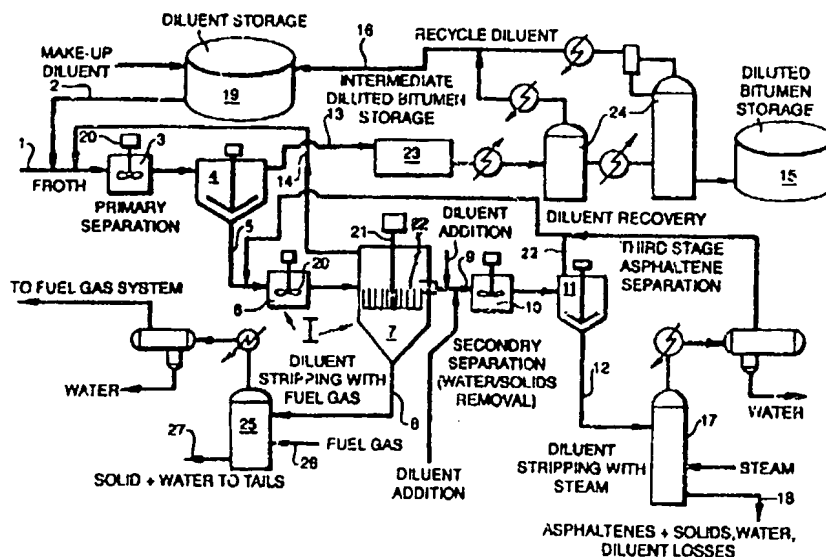 DILUENT STORAGE
16
RECYCLE DILUENT
MAKE-UP
DILUENT
2
19
INTERMEDIATE
DILUTED BITUMEN
STORAGE
24
DILUTED
BITUMEN
STORAGE
20
3
13
1
4
14
23
15
FROTH
PRIMARY
SEPARATION
5
21
22
DILUENT
ADDITION
DILUENT RECOVERY
THIRD STAGE
ASPHALTENE
SEPARATION
22
9
20
11
TO FUEL GAS
SYSTEM
6
10
I
7
DILUENT
STRIPPING WITH
FUEL GAS
SECONDRY
SEPARATION
(WATER/SOLIDS
REMOVAL)
12
WATER
8
WATER
17
25
27
FUEL GAS
26
DILUENT
STRIPPING WITH
STEAM
STEAM
SOLID + WATER TO TAILS
DILUENT
ADDITION
18
ASPHALTENES + SOLIDS, WATER,
DILUENT LOSSES